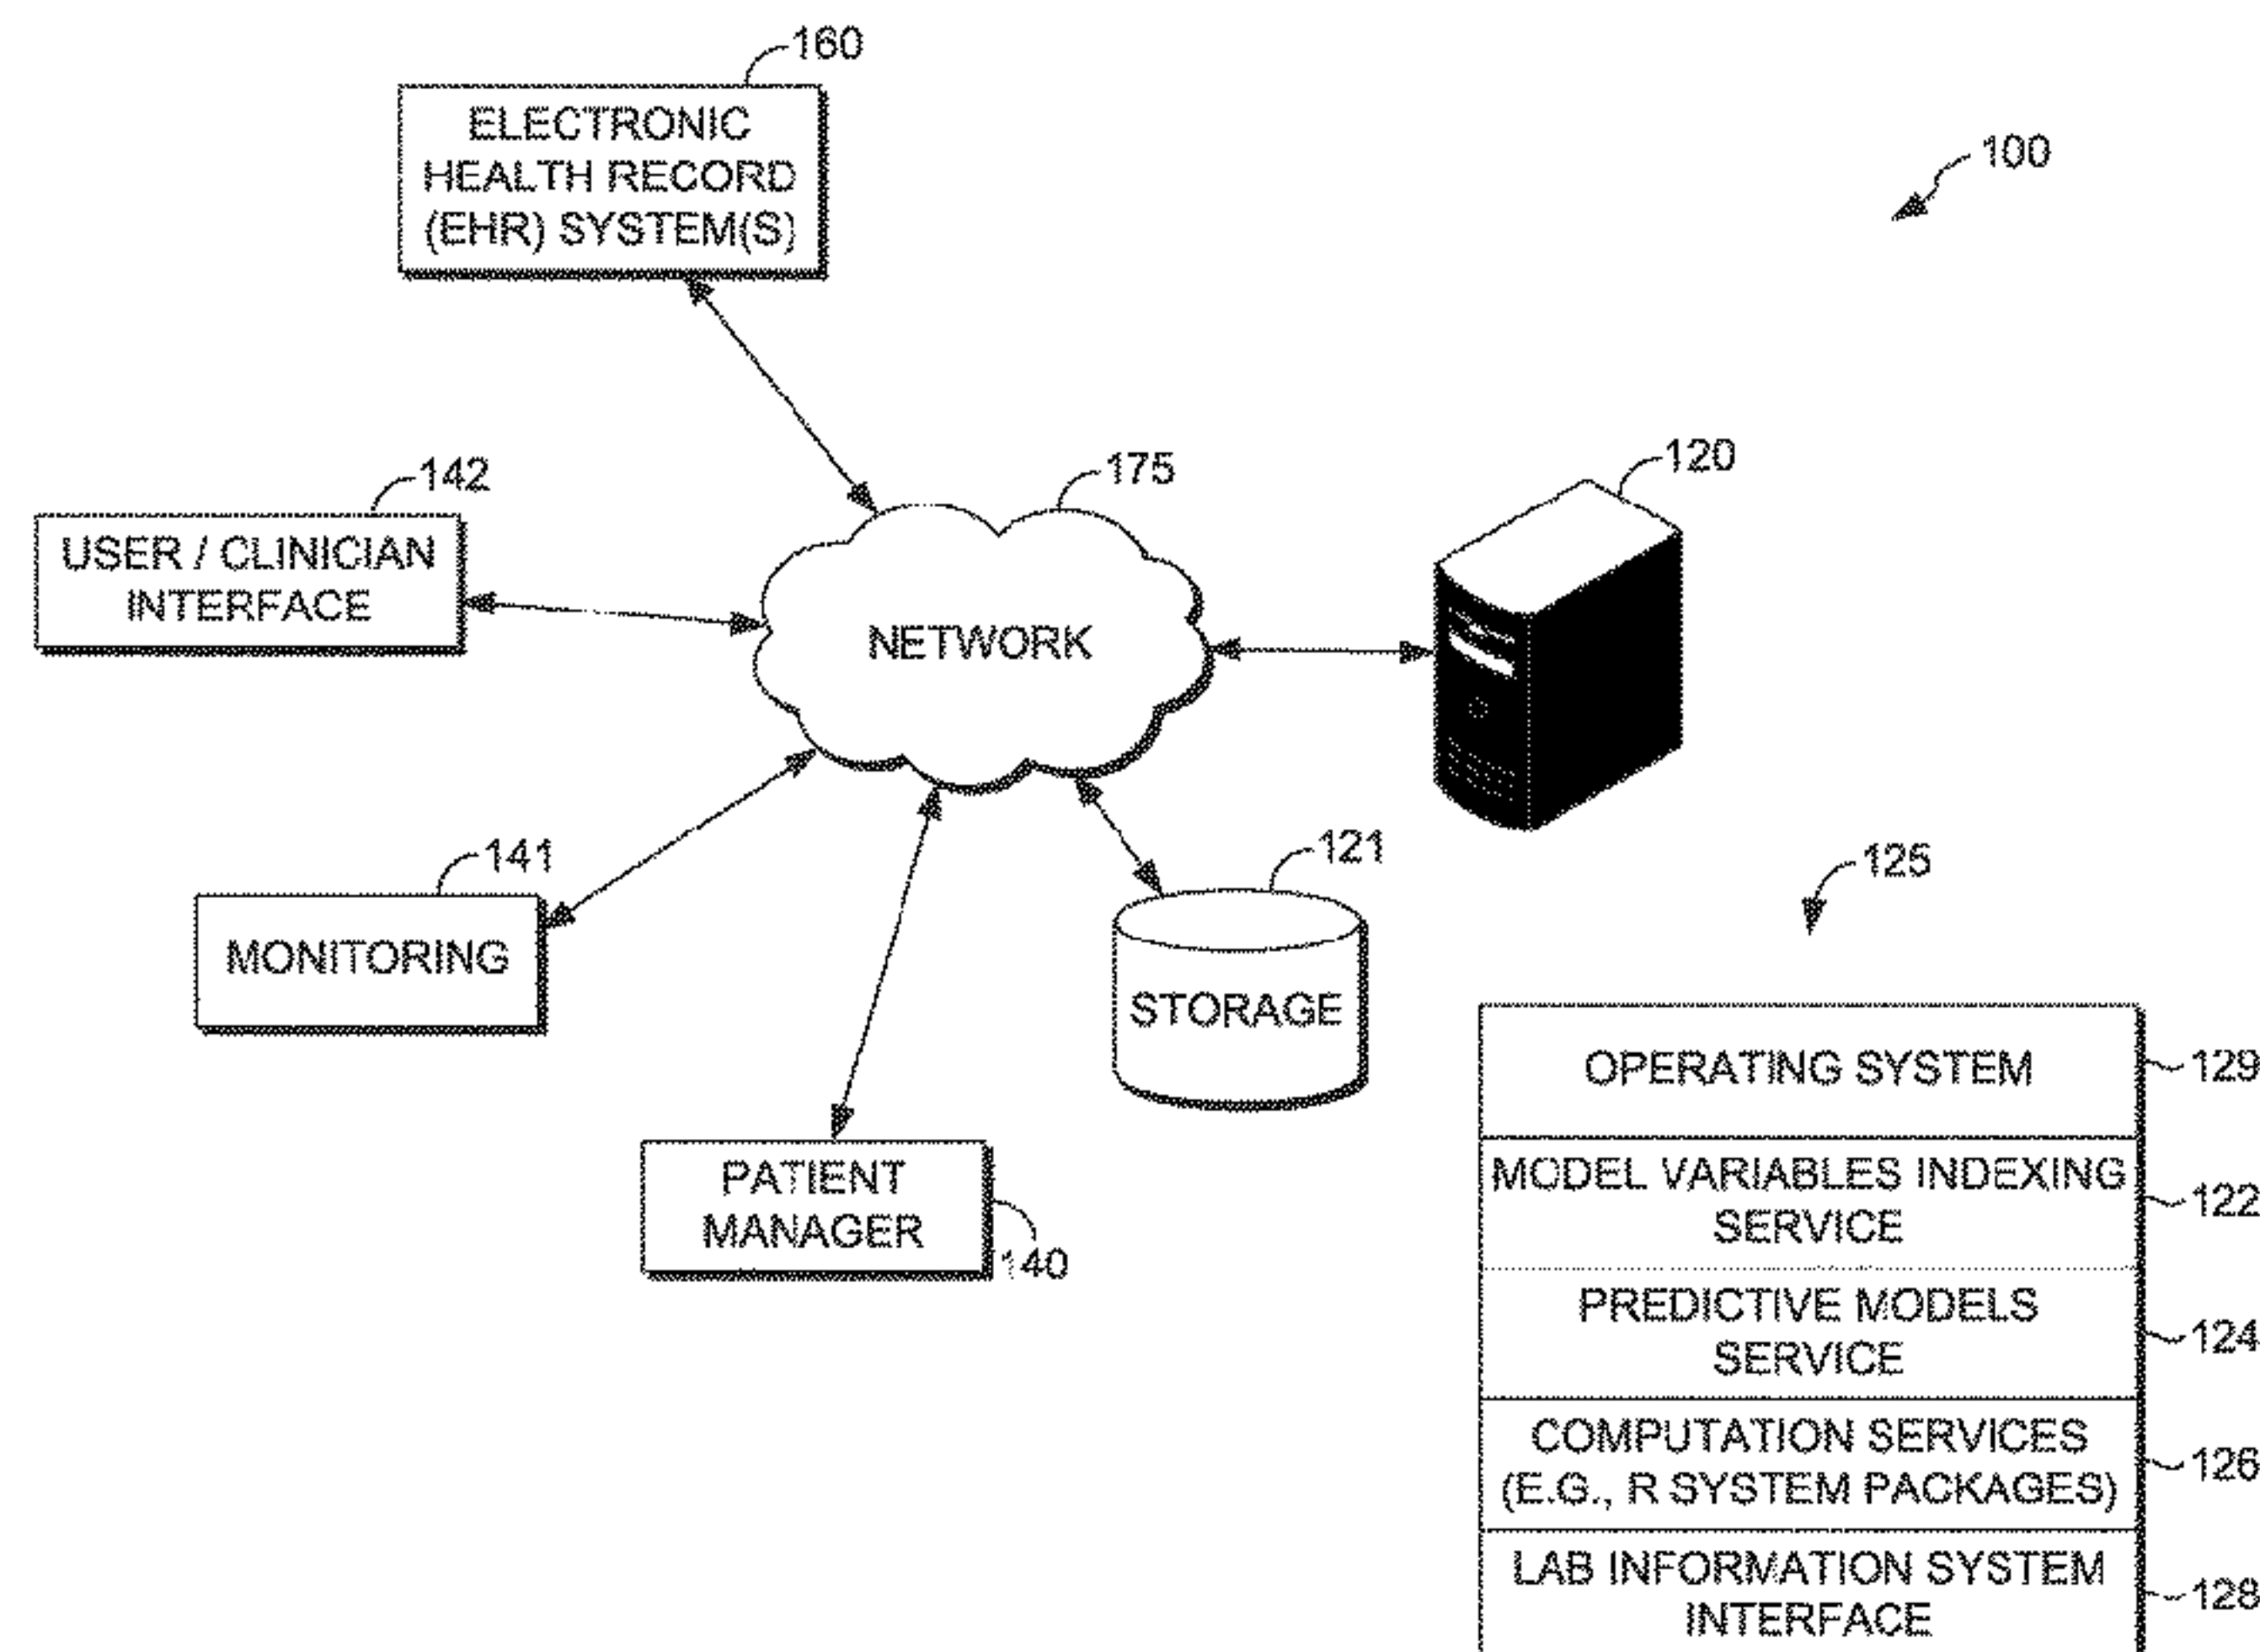 160
ELECTRONIC
HEALTH RECORD
(EHR) SYSTEM(S)
100
142
USER / CLINICIAN
INTERFACE
175
NETWORK
120
141
MONITORING
121
STORAGE
125
PATIENT
MANAGER
140
OPERATING SYSTEM
129
MODEL VARIABLES INDEXING
SERVICE
122
PREDICTIVE MODELS
SERVICE
124
COMPUTATION SERVICES
(E.G., R SYSTEM PACKAGES)
126
LAB INFORMATION SYSTEM
INTERFACE
128